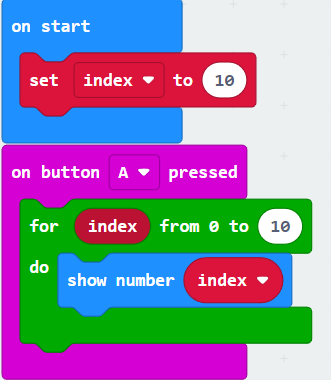 on start
set index to 10
on button A pressed
for index from 0 to 10
do
show number index